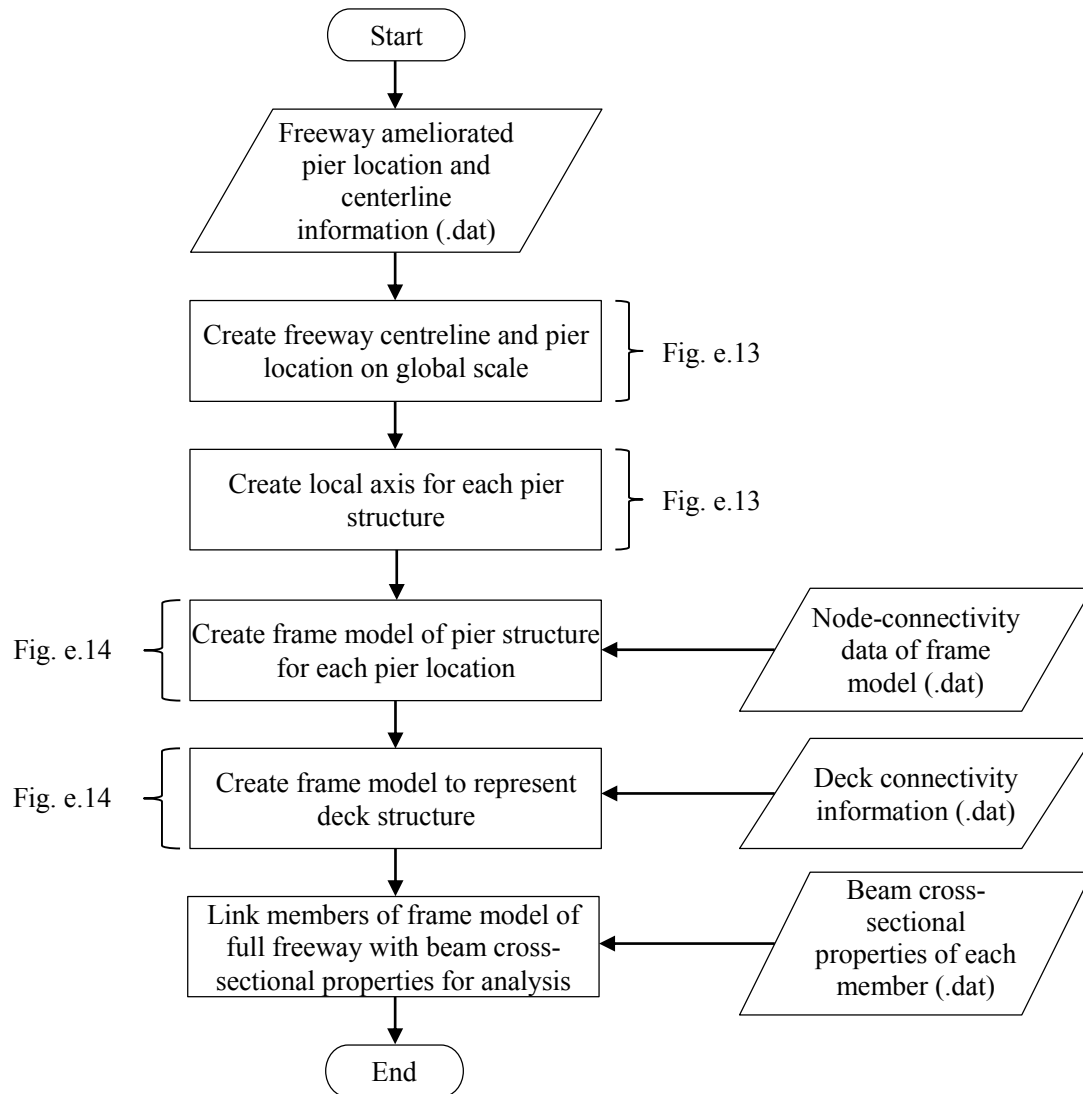 Start
Freeway ameliorated
pier location and
centerline
information (.dat)
Create freeway centreline and pier
location on global scale
Fig. e.13
Create local axis for each pier
structure
Fig. e.13
Fig. e.14
Create frame model of pier structure
for each pier location
Node-connectivity
data of frame
model (.dat)
Fig. e.14
Create frame model to represent
deck structure
Deck connectivity
information (.dat)
Link members of frame model of
full freeway with beam cross-
sectional properties for analysis
Beam cross-
sectional
properties of each
member (.dat)
End